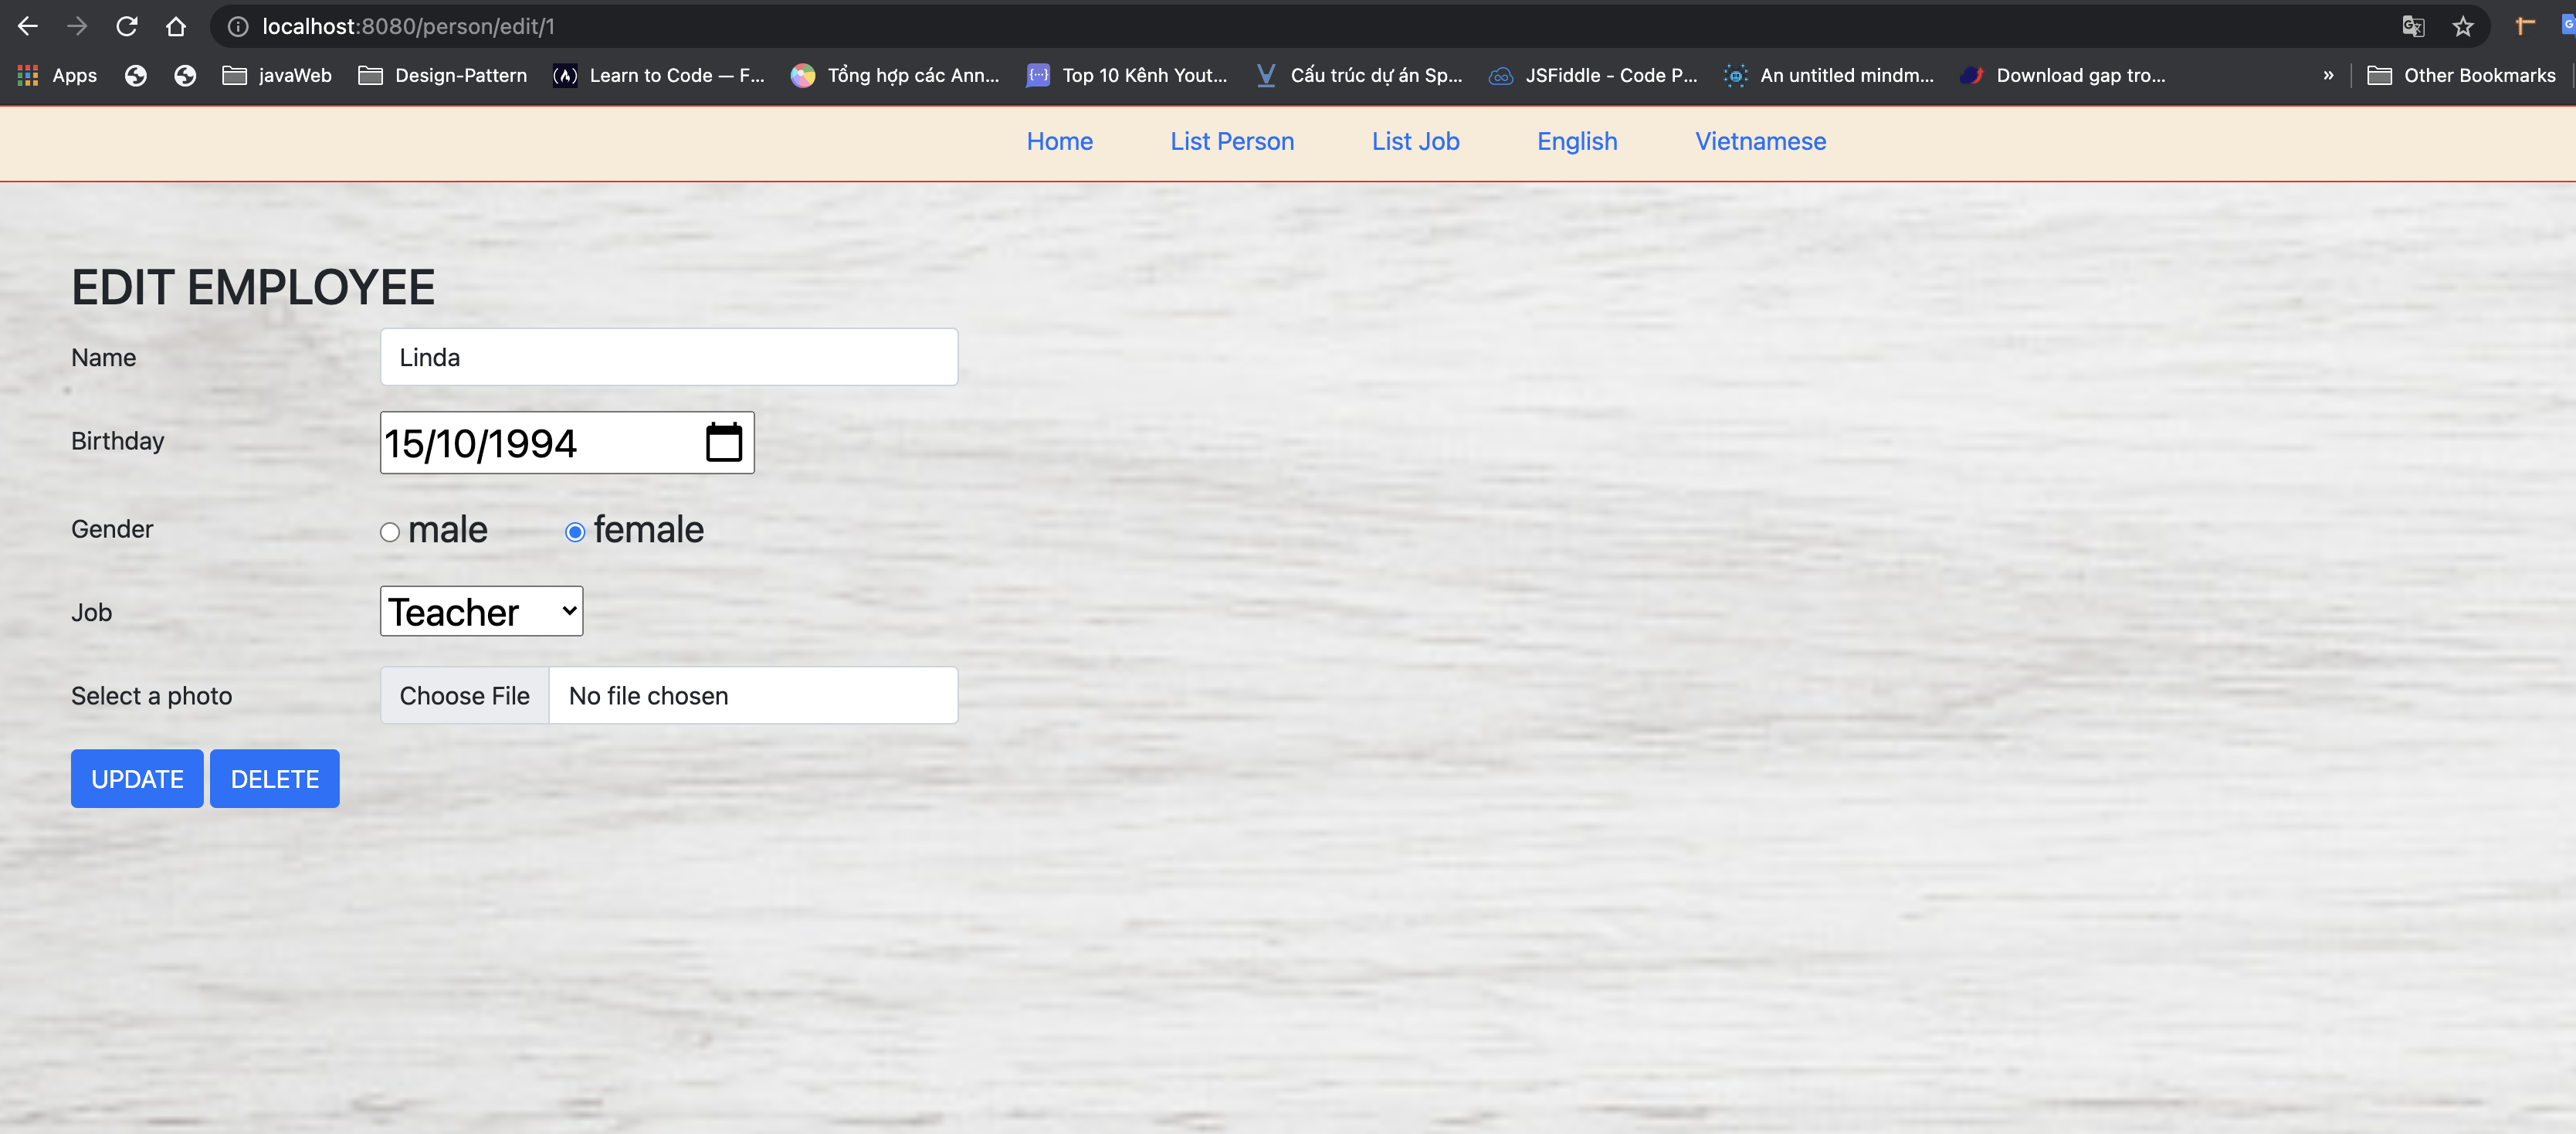 localhost:8080/person/edit/1
Apps javaWeb Design-Pattern Learn to Code — F... Tổng hợp các Ann... Top 10 Kênh Yout... Cấu trúc dự án Sp... JSFiddle - Code P... An untitled mindm... Download gap tro... » Other Bookmarks
Home List Person List Job English Vietnamese
EDIT EMPLOYEE
Name Linda
Birthday 15/10/1994
Gender male female
Job Teacher
Select a photo Choose File No file chosen
UPDATE DELETE